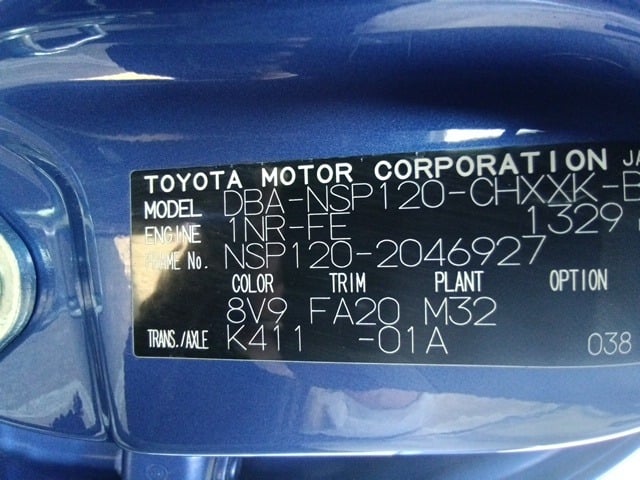 TOYOTA MOTOR CORPORATION JA
MODEL DBA-NSP120-CHXXK-
ENGINE 1NR-FE 1329
FRAME No. NSP120-2046927
COLOR TRIM PLANT OPTION
8V9 FA20 M32
TRANS./AXLE K411 -01A 038